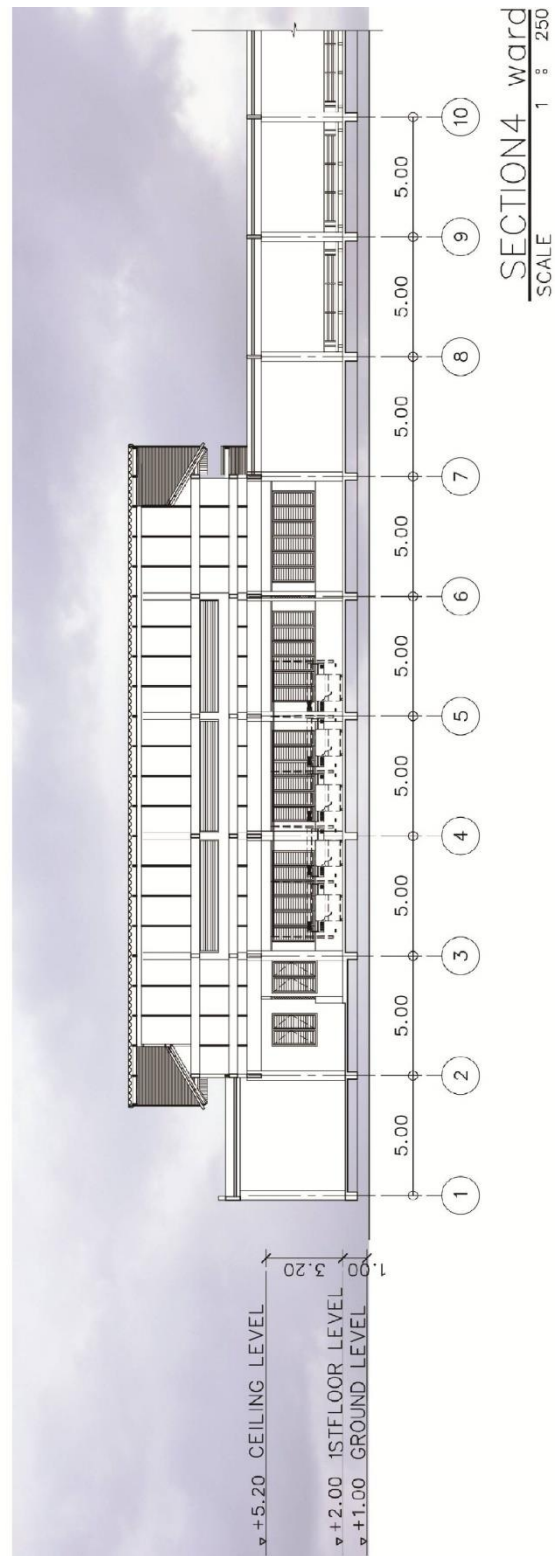 +5.20 CEILING LEVEL
3.20
+2.00 1STFLOOR LEVEL
+1.00 GROUND LEVEL
1.00
5.00 5.00 5.00 5.00 5.00 5.00 5.00 5.00 5.00
1 2 3 4 5 6 7 8 9 10
SECTION4 ward
SCALE 1 : 250